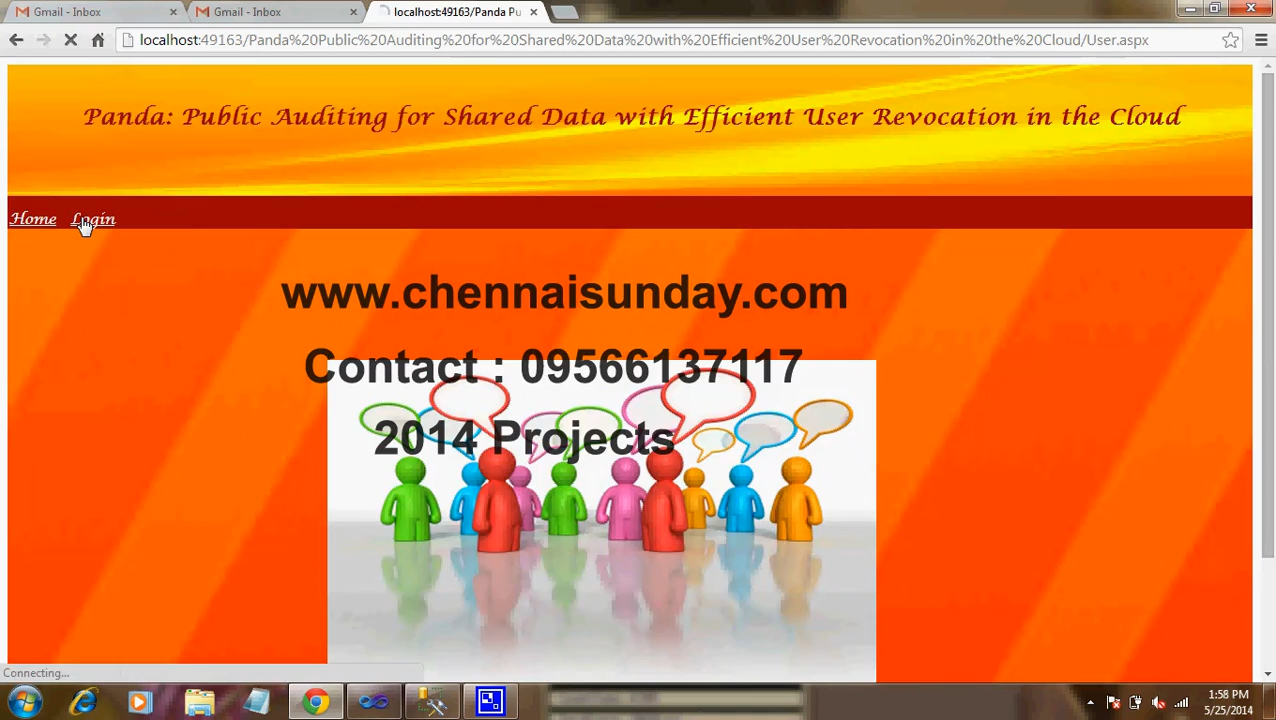 Gmail - Inbox
Gmail - Inbox
localhost:49163/Panda Pu
localhost:49163/Panda%20Public%20Auditing%20for%20Shared%20Data%20with%20Efficient%20User%20Revocation%20in%20the%20Cloud/User.aspx
Panda: Public Auditing for Shared Data with Efficient User Revocation in the Cloud
Home Login
www.chennaisunday.com
Contact : 09566137117
2014 Projects
Connecting...
1:58 PM
5/25/2014